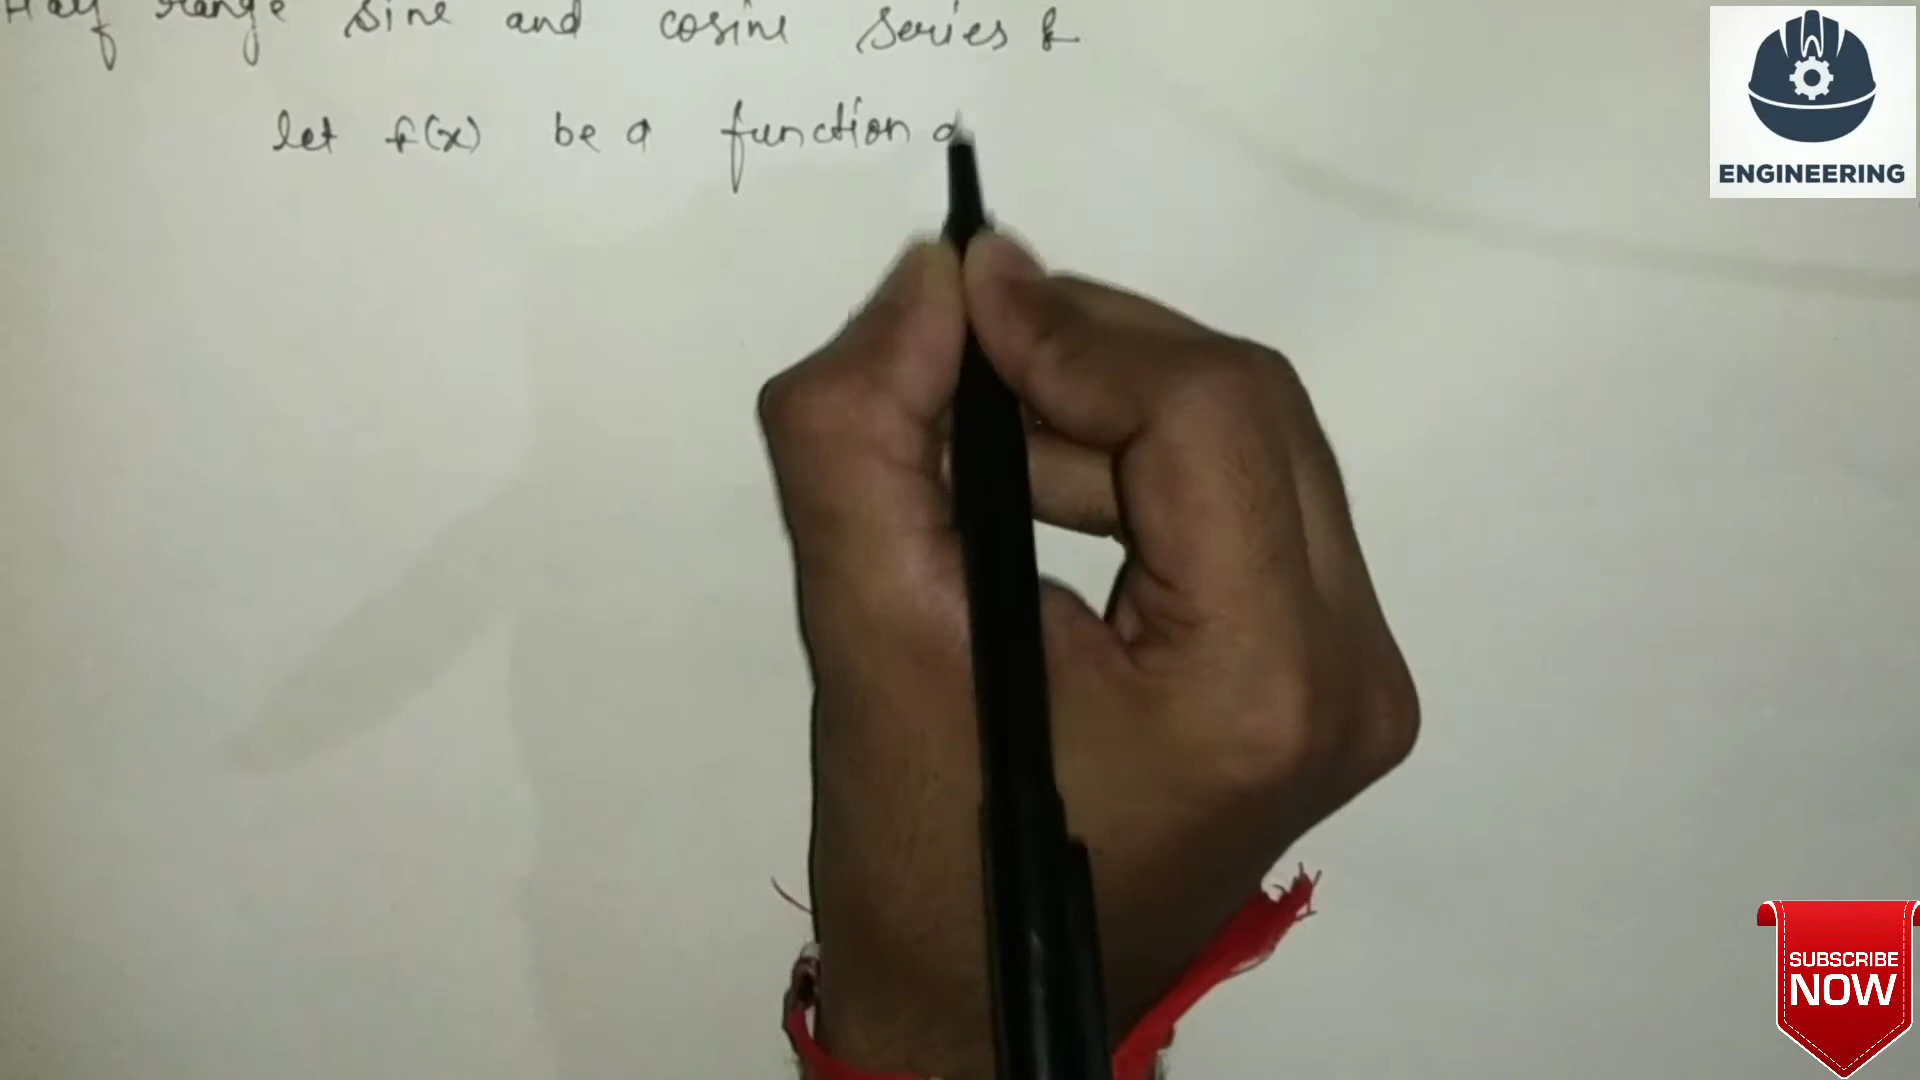 Half range sine and cosine series
let f(x) be a function
ENGINEERING
SUBSCRIBE
NOW